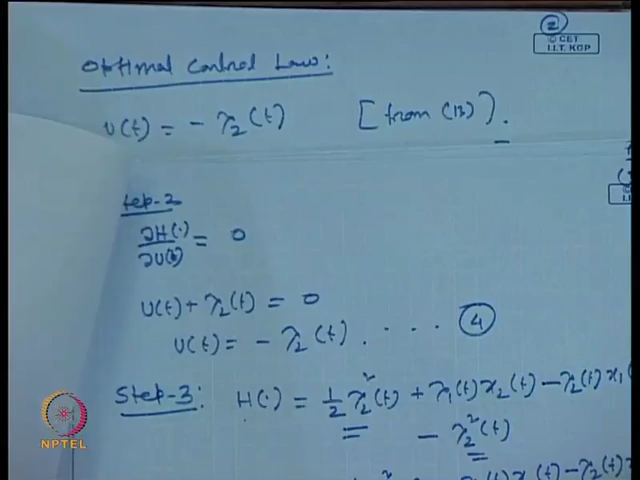 ②
© CET
I.I.T. KGP
Optimal Control Law:
U(t) = - λ₂(t) [from (13)].
Step-2
∂H(·)/∂U(t) = 0
U(t) + λ₂(t) = 0
U(t) = - λ₂(t) . . . . . ④
Step-3: H(·) = 1/2 λ₂²(t) + λ₁(t) x₂(t) - λ₂(t) x₁(
- λ₂²(t)
NPTEL